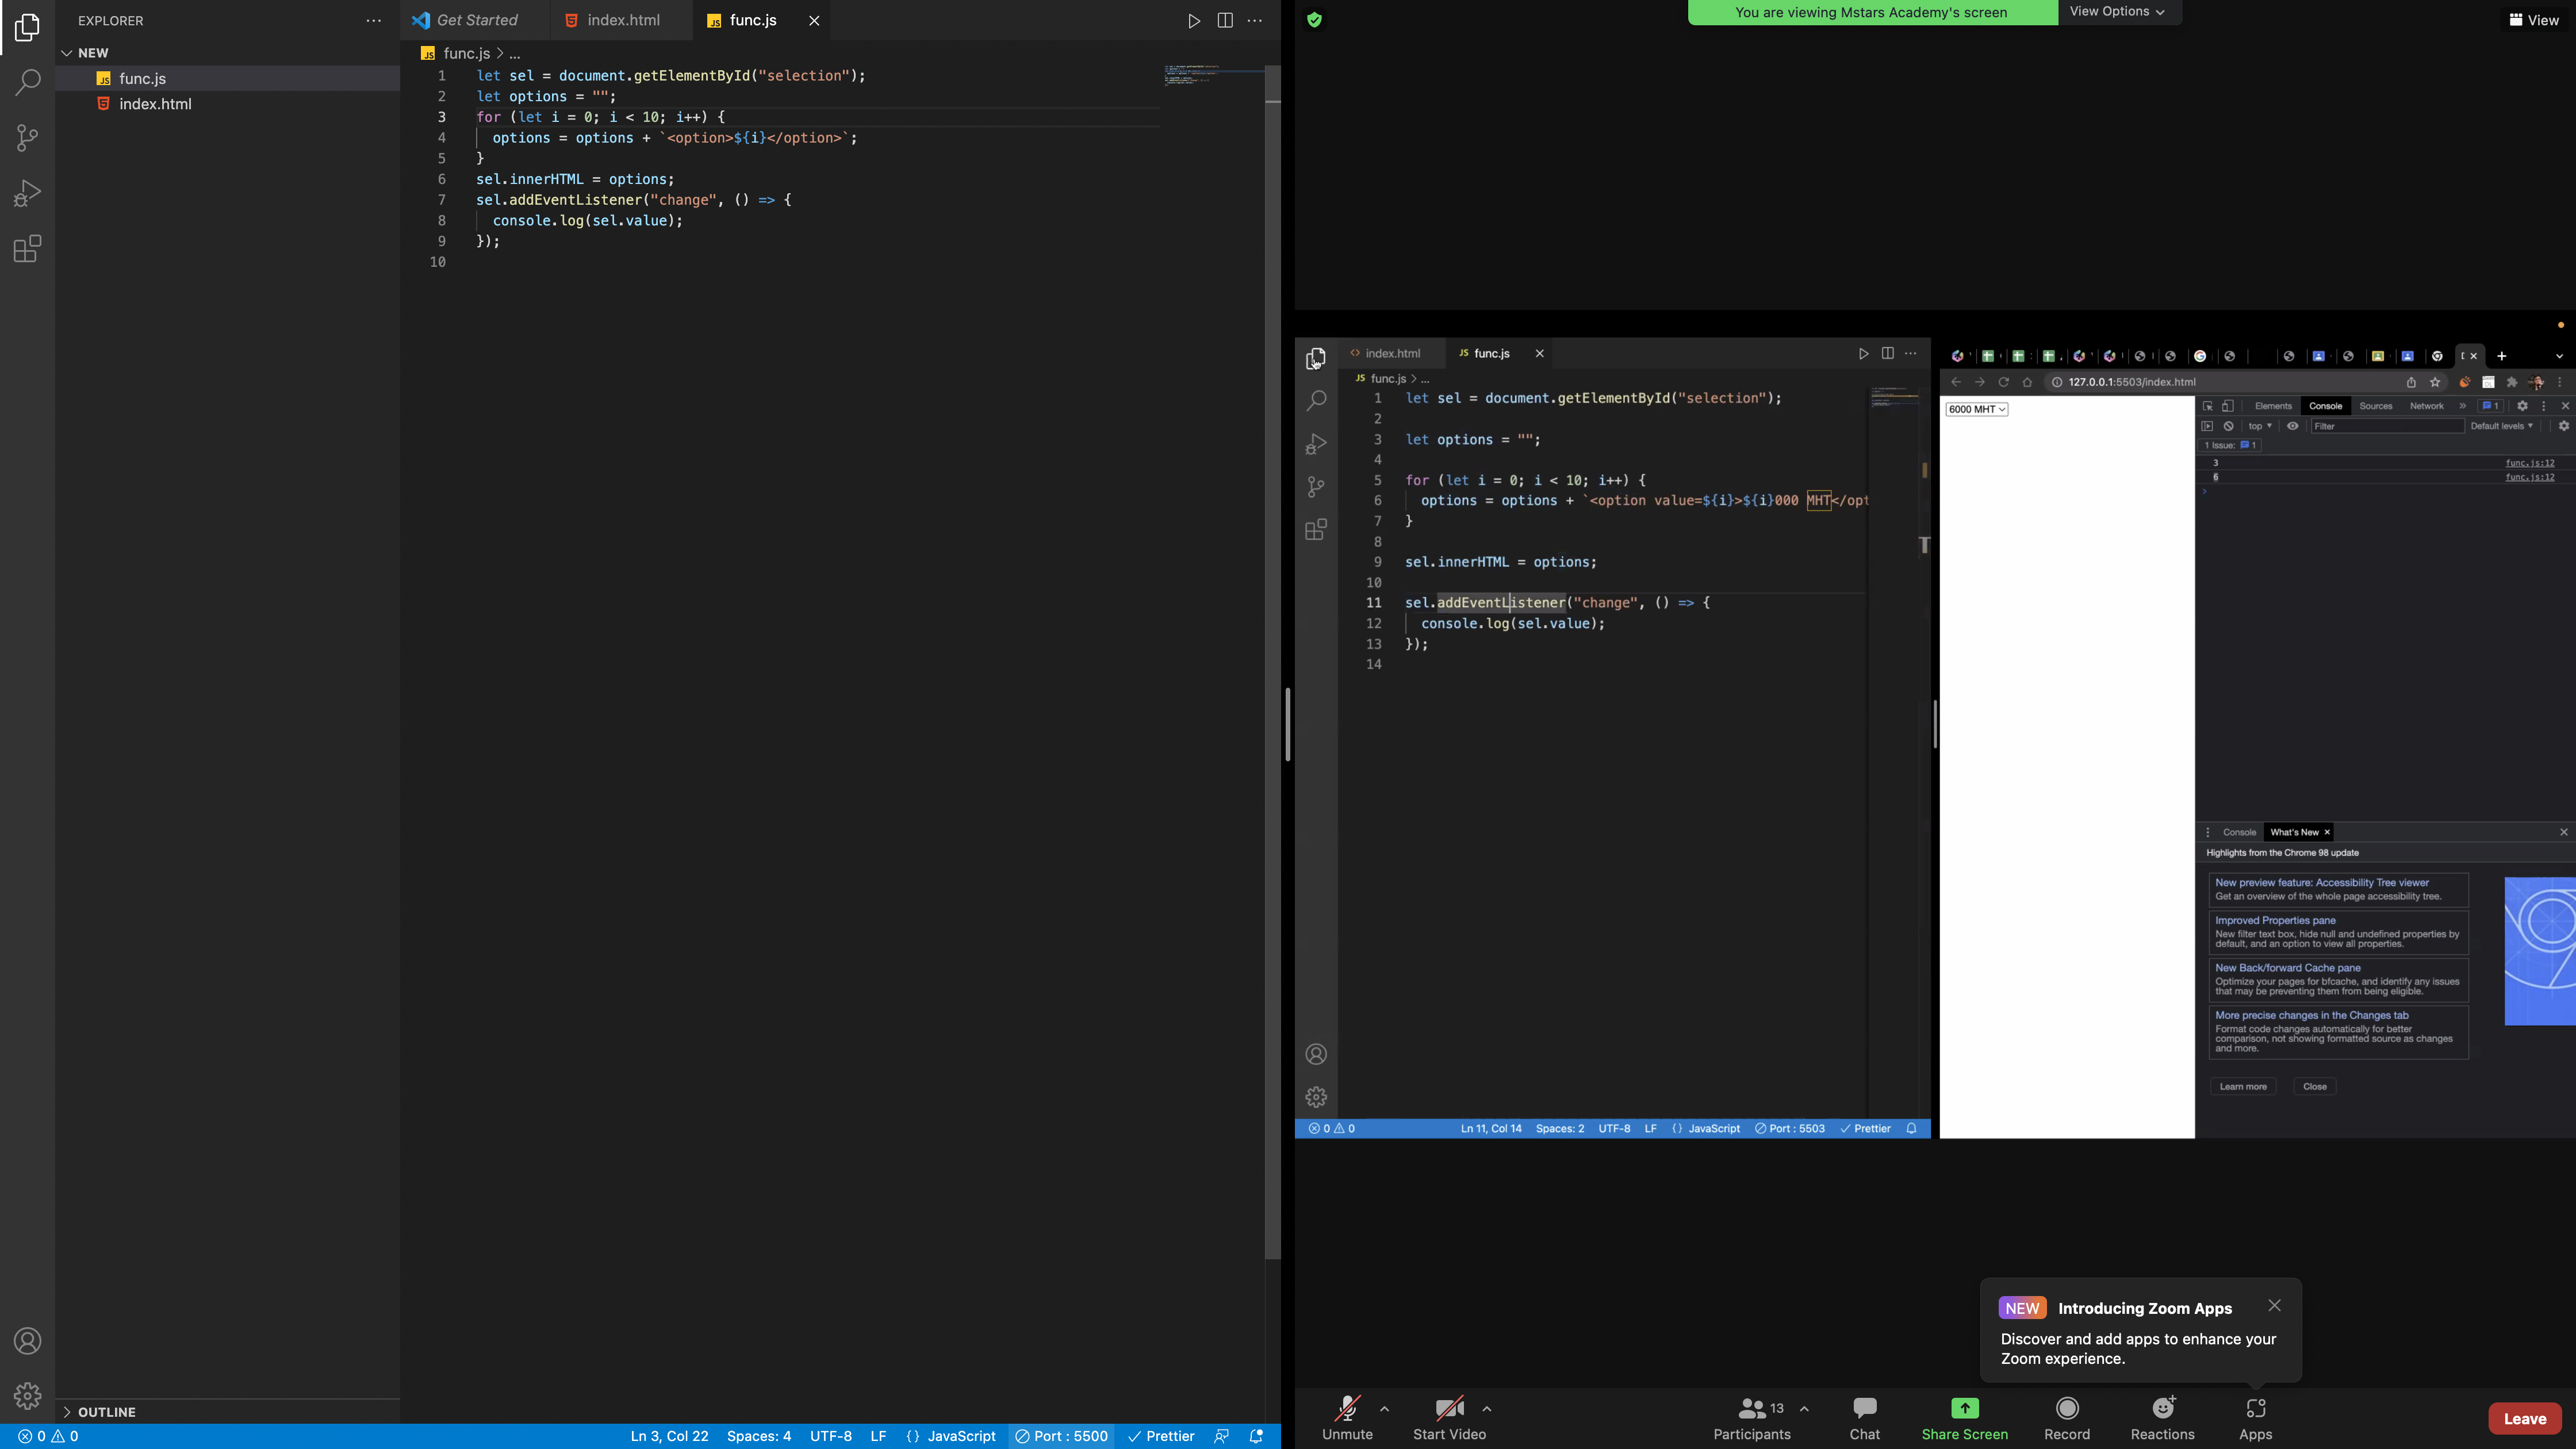 EXPLORER
NEW
func.js
index.html
OUTLINE
Get Started
index.html
func.js
func.js > ...
1 let sel = document.getElementById("selection");
2 let options = "";
3 for (let i = 0; i < 10; i++) {
4 options = options + `<option>${i}</option>`;
5 }
6 sel.innerHTML = options;
7 sel.addEventListener("change", () => {
8 console.log(sel.value);
9 });
10
0 0
Ln 3, Col 22 Spaces: 4 UTF-8 LF {} JavaScript Port : 5500 Prettier
You are viewing Mstars Academy's screen
View Options
View
index.html
JS func.js
JS func.js > ...
1 let sel = document.getElementById("selection");
2
3 let options = "";
4
5 for (let i = 0; i < 10; i++) {
6 options = options + `<option value=${i}>${i}000 MHT</opt
7 }
8
9 sel.innerHTML = options;
10
11 sel.addEventListener("change", () => {
12 console.log(sel.value);
13 });
14
0 0
Ln 11, Col 14 Spaces: 2 UTF-8 LF {} JavaScript Port : 5503 Prettier
127.0.0.1:5503/index.html
6000 MHT
Elements Console Sources Network » 1
top Filter Default levels
1 Issue: 1
3 func.js:12
6 func.js:12
Console What's New
Highlights from the Chrome 98 update
New preview feature: Accessibility Tree viewer
Get an overview of the whole page accessibility tree.
Improved Properties pane
New filter text box, hide null and undefined properties by
default, and an option to view all properties.
New Back/forward Cache pane
Optimize your pages for bfcache, and identify any issues
that may be preventing them from being eligible.
More precise changes in the Changes tab
Format code changes automatically for better
comparison, not showing formatted source as changes
and more.
Learn more Close
NEW Introducing Zoom Apps
Discover and add apps to enhance your
Zoom experience.
Unmute
Start Video
Participants 13
Chat
Share Screen
Record
Reactions
Apps
Leave